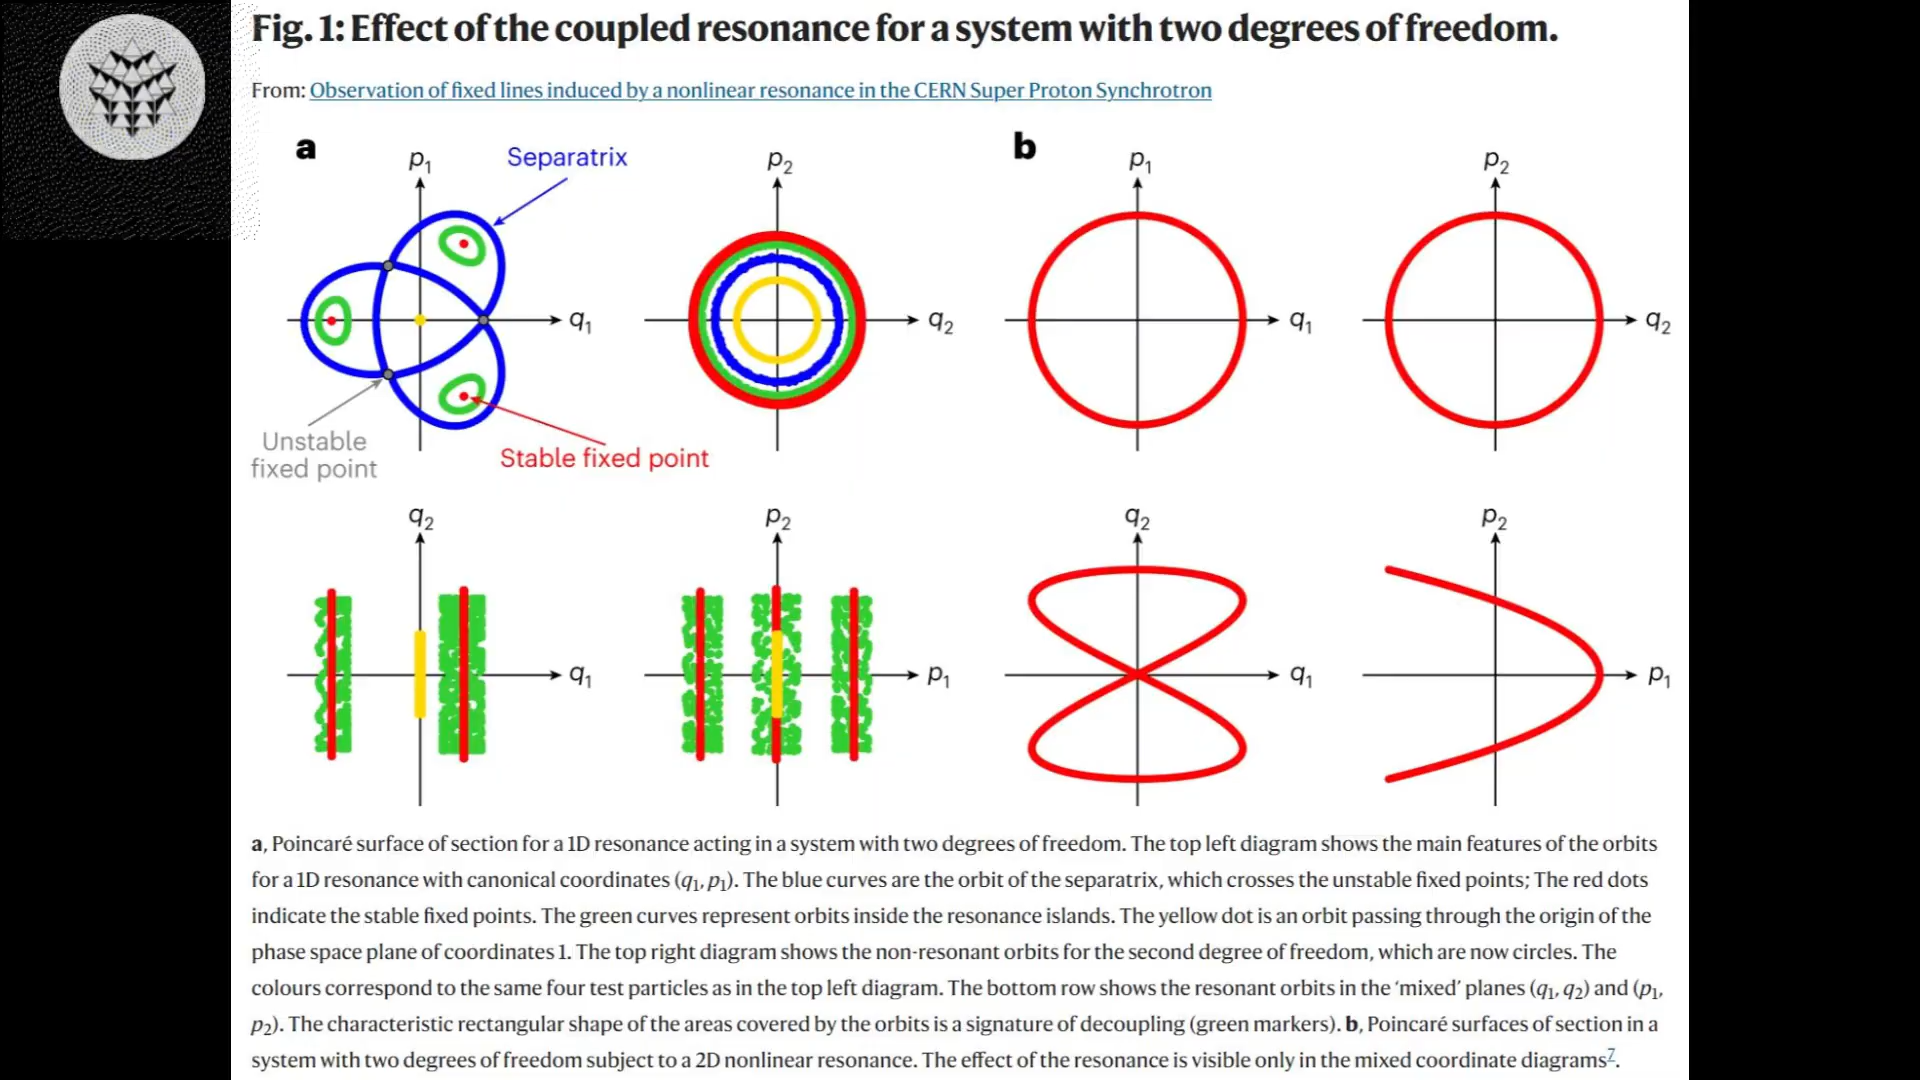 Fig. 1: Effect of the coupled resonance for a system with two degrees of freedom.
From: Observation of fixed lines induced by a nonlinear resonance in the CERN Super Proton Synchrotron
a
p1
Separatrix
q1
Unstable
fixed point
Stable fixed point
p2
q2
b
p1
q1
p2
q2
q2
q1
p2
p1
q2
q1
p2
p1
a, Poincaré surface of section for a 1D resonance acting in a system with two degrees of freedom. The top left diagram shows the main features of the orbits
for a 1D resonance with canonical coordinates (q1, p1). The blue curves are the orbit of the separatrix, which crosses the unstable fixed points; The red dots
indicate the stable fixed points. The green curves represent orbits inside the resonance islands. The yellow dot is an orbit passing through the origin of the
phase space plane of coordinates 1. The top right diagram shows the non-resonant orbits for the second degree of freedom, which are now circles. The
colours correspond to the same four test particles as in the top left diagram. The bottom row shows the resonant orbits in the ‘mixed’ planes (q1, q2) and (p1,
p2). The characteristic rectangular shape of the areas covered by the orbits is a signature of decoupling (green markers). b, Poincaré surfaces of section in a
system with two degrees of freedom subject to a 2D nonlinear resonance. The effect of the resonance is visible only in the mixed coordinate diagrams7.